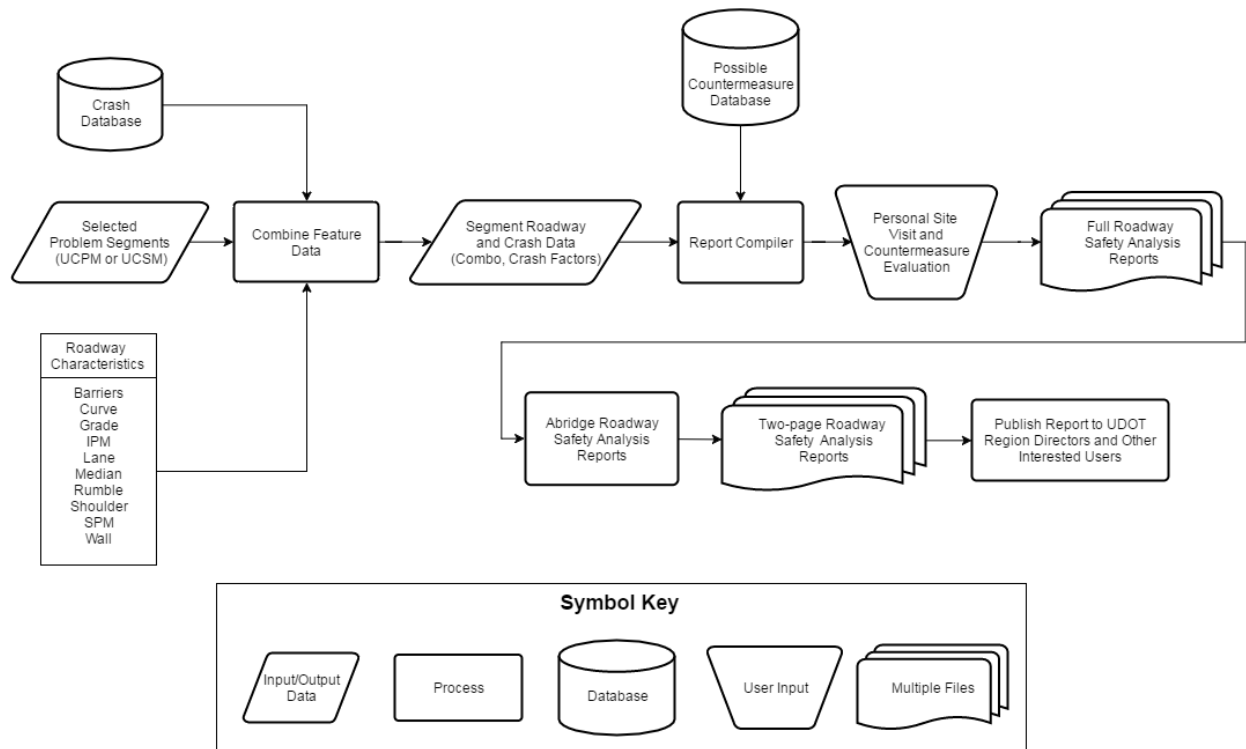 Crash
Database
Possible
Countermeasure
Database
Selected
Problem Segments
(UCPM or UCSM)
Combine Feature
Data
Segment Roadway
and Crash Data
(Combo, Crash Factors)
Report Compiler
Personal Site
Visit and
Countermeasure
Evaluation
Full Roadway
Safety Analysis
Reports
Roadway
Characteristics
Barriers
Curve
Grade
IPM
Lane
Median
Rumble
Shoulder
SPM
Wall
Abridge Roadway
Safety Analysis
Reports
Two-page Roadway
Safety Analysis
Reports
Publish Report to UDOT
Region Directors and Other
Interested Users
Symbol Key
Input/Output
Data
Process
Database
User Input
Multiple Files